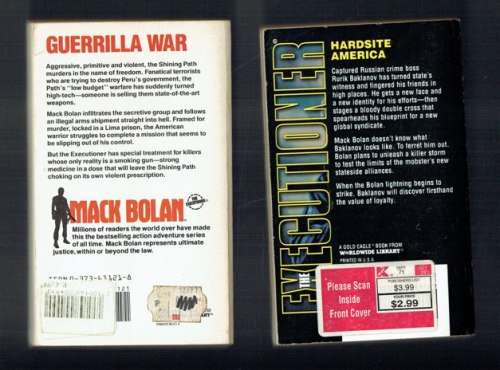 GUERRILLA WAR
Aggressive, primitive and violent, the Shining Path
murders in the name of freedom. Fanatical terrorists
who are trying to destroy Peru's government, the
Path's "low budget" warfare has suddenly turned
high-tech—someone is selling them state-of-the-art
weapons.
Mack Bolan infiltrates the secretive group and follows
an illegal arms shipment straight into hell. Framed for
murder, locked in a Lima prison, the American
warrior struggles to complete a mission that seems to
be slipping out of his control.
But the Executioner has special treatment for killers
whose only reality is a smoking gun—strong
medicine in a dose that will leave the Shining Path
choking on its own violent prescription.
MACK BOLAN
Millions of readers the world over have made
this the bestselling action adventure series
of all time. Mack Bolan represents ultimate
justice, within or beyond the law.
THE EXECUTIONER
HARDSITE
AMERICA
Captured Russian crime boss
Rurik Baklanov has turned state's
witness and fingered his friends in
high places. He gets a new face and
a new identity for his efforts—then
stages a bloody double cross that
spearheads his blueprint for a new
global syndicate.
Mack Bolan doesn't know what
Baklanov looks like. To ferret him out,
Bolan plans to unleash a killer storm
to test the limits of the mobster's new
stateside alliances.
When the Bolan lightning begins to
strike, Baklanov will discover firsthand
the value of loyalty.
A GOLD EAGLE BOOK FROM
WORLDWIDE LIBRARY
PRINTED IN U.S.A.
Please Scan
Inside
Front Cover
71
K
PUBLISHERS LIST
$3.99
YOUR PRICE
$2.99